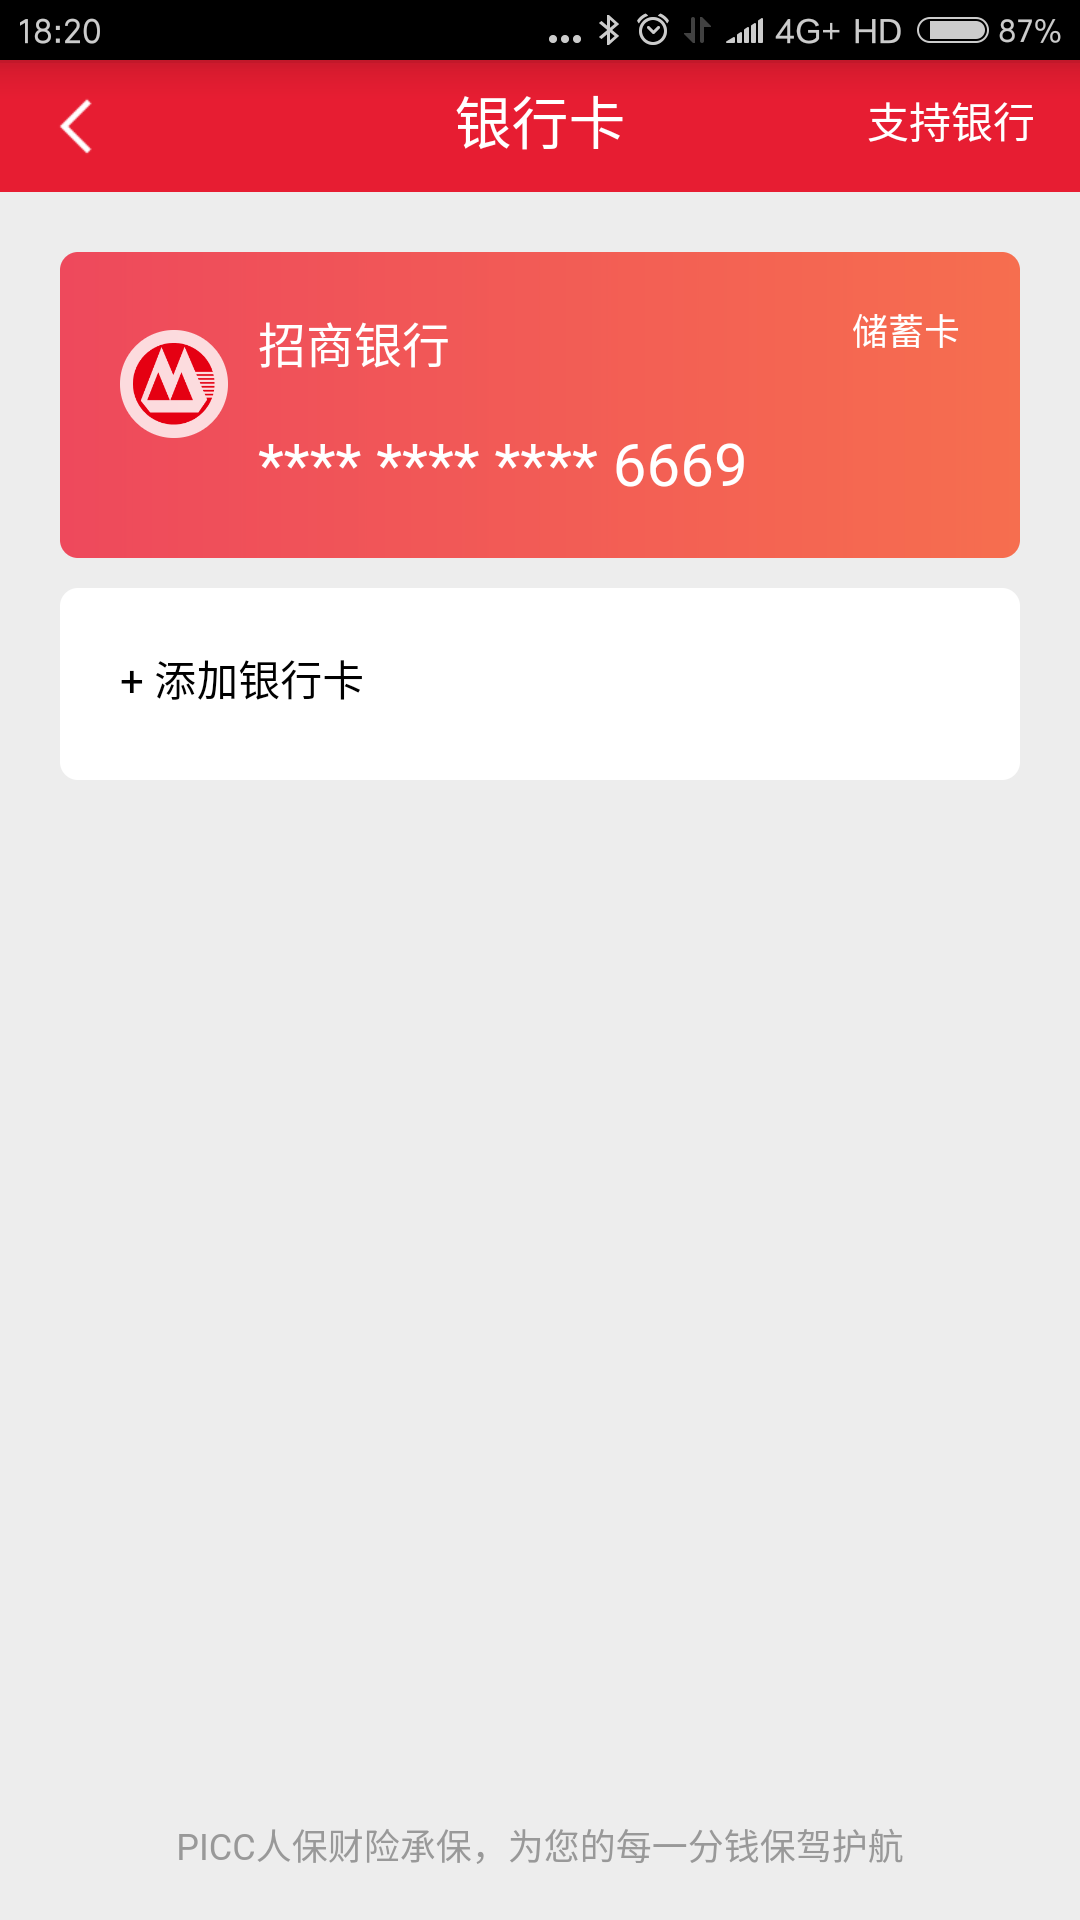 18:20 4G+ HD 87%
银行卡 支持银行
招商银行 储蓄卡
**** **** **** 6669
+ 添加银行卡
PICC人保财险承保，为您的每一分钱保驾护航